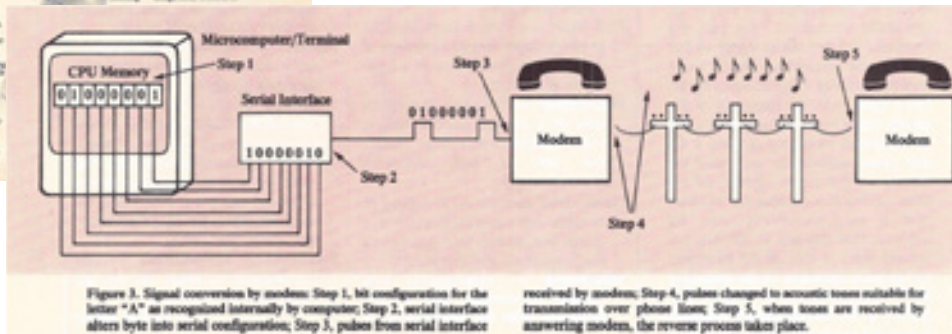 Microcomputer/Terminal
Step 1
CPU Memory
01000001
Serial Interface
10000010
Step 2
01000001
Step 3
Modem
Step 4
Step 5
Modem
Figure 3. Signal conversion by modem: Step 1, bit configuration for the
letter "A" as recognized internally by computer; Step 2, serial interface
alters byte into serial configuration; Step 3, pulses from serial interface
received by modem; Step 4, pulses changed to acoustic tones suitable for
transmission over phone lines; Step 5, when tones are received by
answering modem, the reverse process takes place.